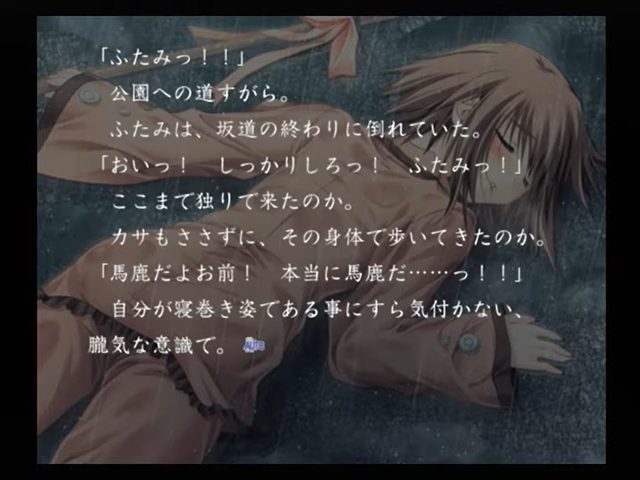 「ふたみっ！！」
公園への道すがら。
ふたみは、坂道の終わりに倒れていた。
「おいっ！　しっかりしろっ！　ふたみっ！」
ここまで独りで来たのか。
カサもささずに、その身体で歩いてきたのか。
「馬鹿だよお前！　本当に馬鹿だ……っ！！」
自分が寝巻き姿である事にすら気付かない、
朧気な意識で。
AUTO